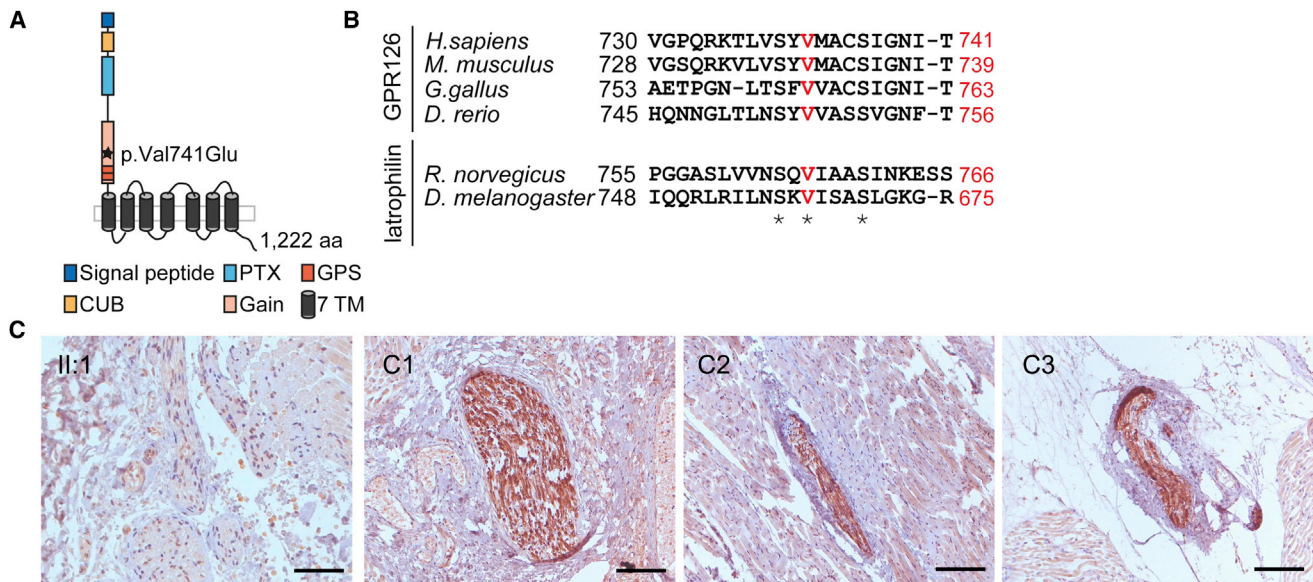 A
p.Val741Glu
1,222 aa
Signal peptide PTX GPS
CUB Gain 7 TM
B
GPR126
H.sapiens 730 VGPQRKTLVSYVMACSIGNI-T 741
M. musculus 728 VGSQRKVLVSYVMACSIGNI-T 739
G.gallus 753 AETPGN-LTSFVVACSIGNI-T 763
D. rerio 745 HQNNGLTLNSYVVASSVGNF-T 756
latrophilin
R. norvegicus 755 PGGASLVVNSQVIAASINKESS 766
D. melanogaster 748 IQQRLRILNSKVISASLGKG-R 675
* * *
C
II:1 C1 C2 C3